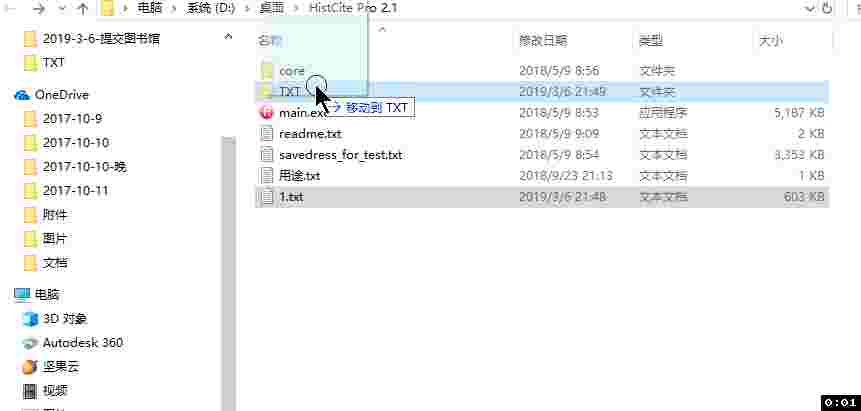 电脑 › 系统 (D:) › 桌面 › HistCite Pro 2.1
2019-3-6-提交图书馆
TXT
OneDrive
2017-10-9
2017-10-10
2017-10-10-晚
2017-10-11
附件
图片
文档
电脑
3D 对象
Autodesk 360
坚果云
视频
名称 修改日期 类型 大小
core 2018/5/9 8:56 文件夹
TXT 2019/3/6 21:49 文件夹
移动到 TXT
main.exe 2018/5/9 8:53 应用程序 5,187 KB
readme.txt 2018/5/9 9:09 文本文档 2 KB
savedress_for_test.txt 2018/5/9 8:54 文本文档 3,353 KB
用途.txt 2018/9/23 21:13 文本文档 1 KB
1.txt 2019/3/6 21:48 文本文档 603 KB
0:01